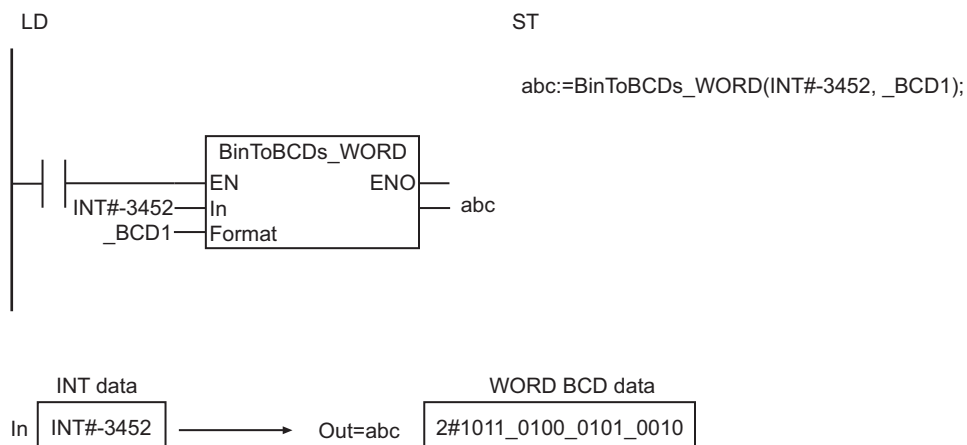 LD
ST
abc:=BinToBCDs_WORD(INT#-3452, _BCD1);
BinToBCDs_WORD
EN ENO
INT#-3452 In abc
_BCD1 Format
INT data WORD BCD data
In INT#-3452 Out=abc 2#1011_0100_0101_0010